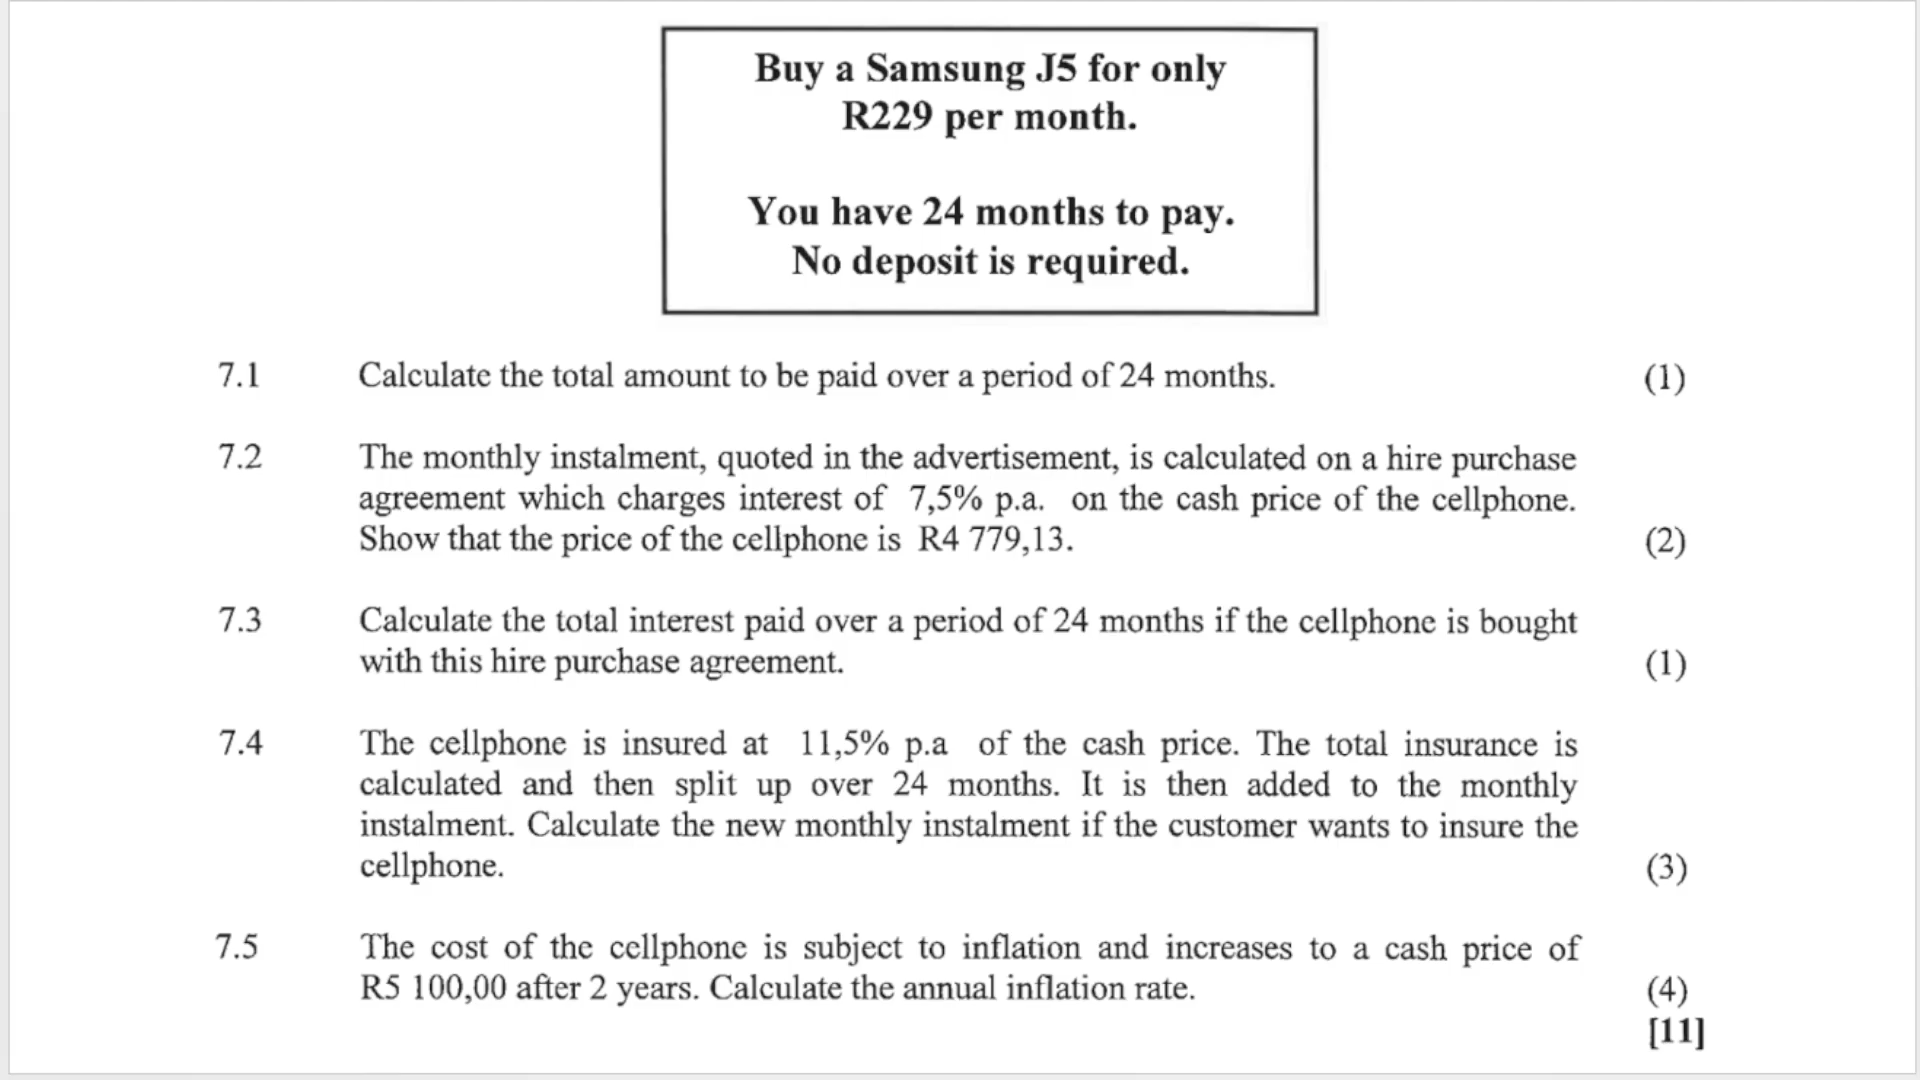 Buy a Samsung J5 for only
R229 per month.
You have 24 months to pay.
No deposit is required.
7.1 Calculate the total amount to be paid over a period of 24 months. (1)
7.2 The monthly instalment, quoted in the advertisement, is calculated on a hire purchase
agreement which charges interest of 7,5% p.a. on the cash price of the cellphone.
Show that the price of the cellphone is R4 779,13. (2)
7.3 Calculate the total interest paid over a period of 24 months if the cellphone is bought
with this hire purchase agreement. (1)
7.4 The cellphone is insured at 11,5% p.a of the cash price. The total insurance is
calculated and then split up over 24 months. It is then added to the monthly
instalment. Calculate the new monthly instalment if the customer wants to insure the
cellphone. (3)
7.5 The cost of the cellphone is subject to inflation and increases to a cash price of
R5 100,00 after 2 years. Calculate the annual inflation rate. (4)
[11]